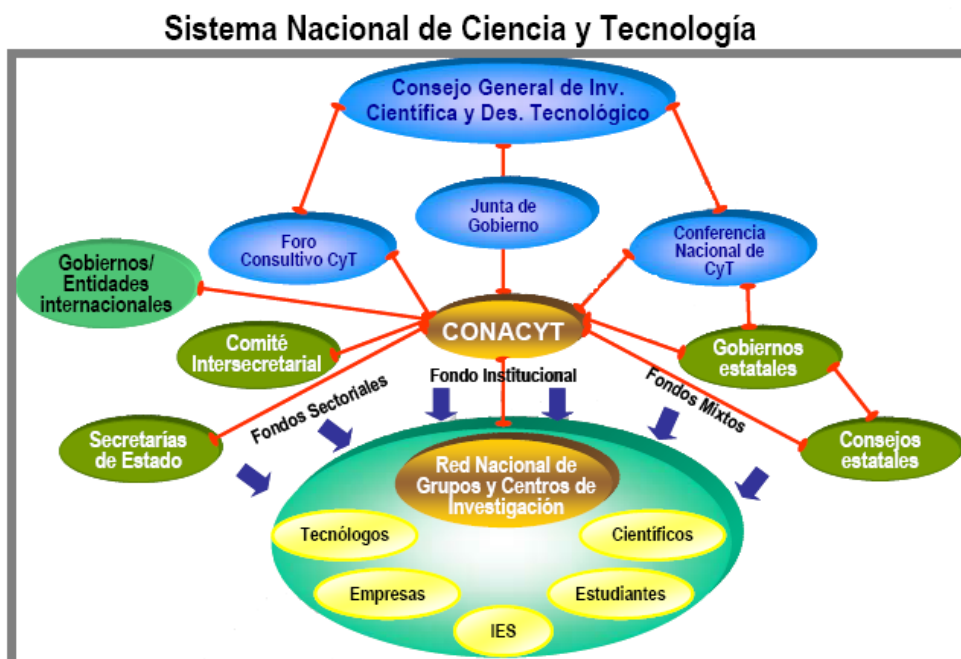 Sistema Nacional de Ciencia y Tecnología
Consejo General de Inv.
Científica y Des. Tecnológico
Junta de
Gobierno
Foro
Consultivo CyT
Conferencia
Nacional de
CyT
Gobiernos/
Entidades
internacionales
CONACYT
Comité
Intersecretarial
Gobiernos
estatales
Fondo Institucional
Fondos Sectoriales
Fondos Mixtos
Secretarías
de Estado
Consejos
estatales
Red Nacional de
Grupos y Centros de
Investigación
Tecnólogos
Científicos
Empresas
Estudiantes
IES